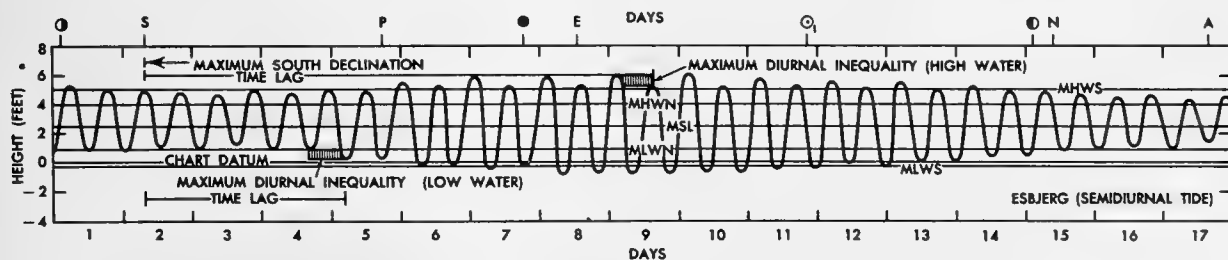 S P E DAYS ☉₁ N A
8
← MAXIMUM SOUTH DECLINATION
TIME LAG
MAXIMUM DIURNAL INEQUALITY (HIGH WATER)
6
MHWS
MHWN
4
MSL
2
MLWN
CHART DATUM
0
MLWS
MAXIMUM DIURNAL INEQUALITY (LOW WATER)
-2
TIME LAG
ESBJERG (SEMIDIURNAL TIDE)
-4
HEIGHT (FEET)
1 2 3 4 5 6 7 8 9 10 11 12 13 14 15 16 17
DAYS